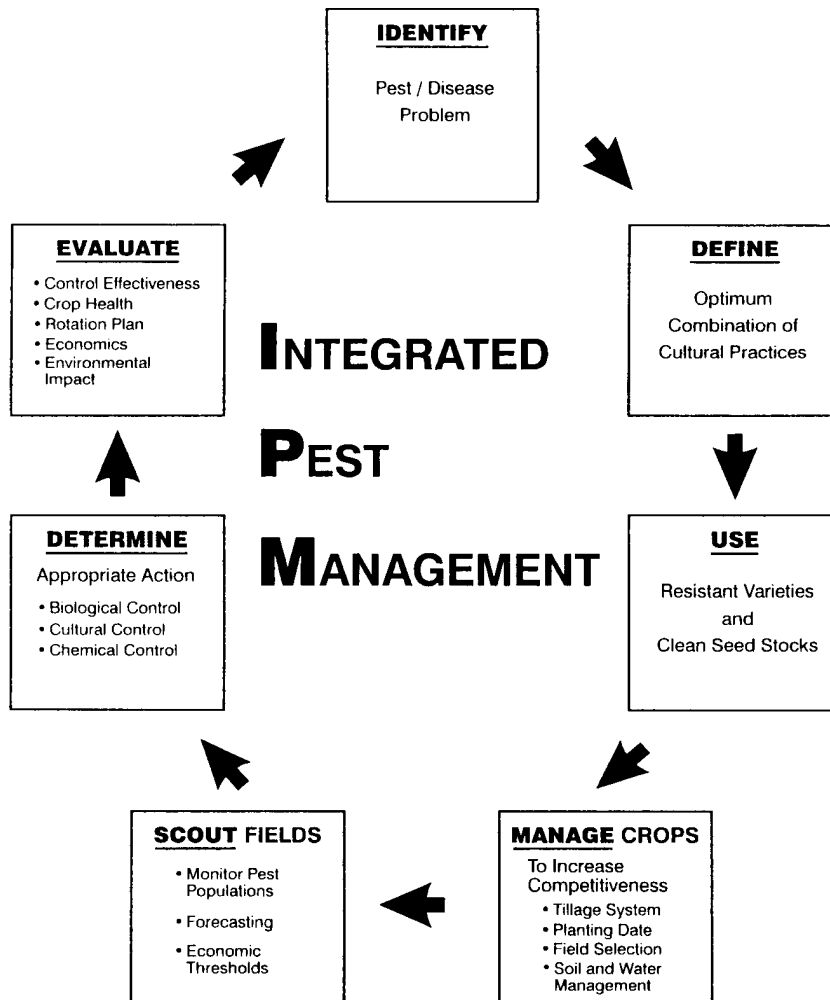 IDENTIFY
Pest / Disease
Problem
DEFINE
Optimum
Combination of
Cultural Practices
USE
Resistant Varieties
and
Clean Seed Stocks
MANAGE CROPS
To Increase
Competitiveness
• Tillage System
• Planting Date
• Field Selection
• Soil and Water
Management
SCOUT FIELDS
• Monitor Pest
Populations
• Forecasting
• Economic
Thresholds
DETERMINE
Appropriate Action
• Biological Control
• Cultural Control
• Chemical Control
EVALUATE
• Control Effectiveness
• Crop Health
• Rotation Plan
• Economics
• Environmental
Impact
INTEGRATED
PEST
MANAGEMENT